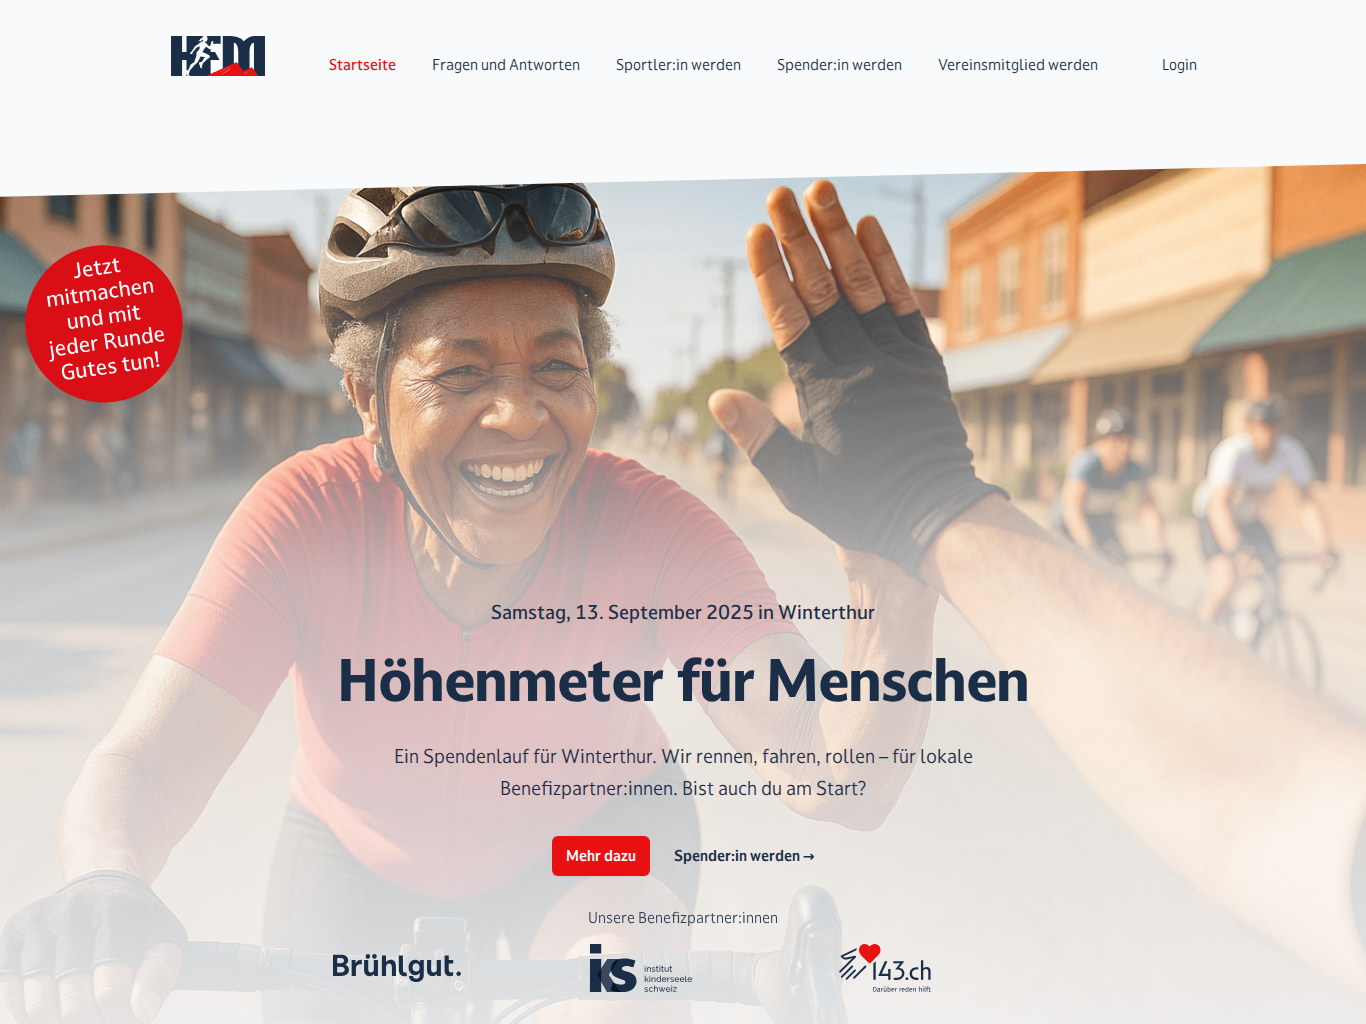 HFM
Startseite
Fragen und Antworten
Sportler:in werden
Spender:in werden
Vereinsmitglied werden
Login
Jetzt
mitmachen
und mit
jeder Runde
Gutes tun!
Samstag, 13. September 2025 in Winterthur
Höhenmeter für Menschen
Ein Spendenlauf für Winterthur. Wir rennen, fahren, rollen – für lokale
Benefizpartner:innen. Bist auch du am Start?
Mehr dazu
Spender:in werden →
Unsere Benefizpartner:innen
Brühlgut.
iks
institut
kinderseele
schweiz
143.ch
Darüber reden hilft